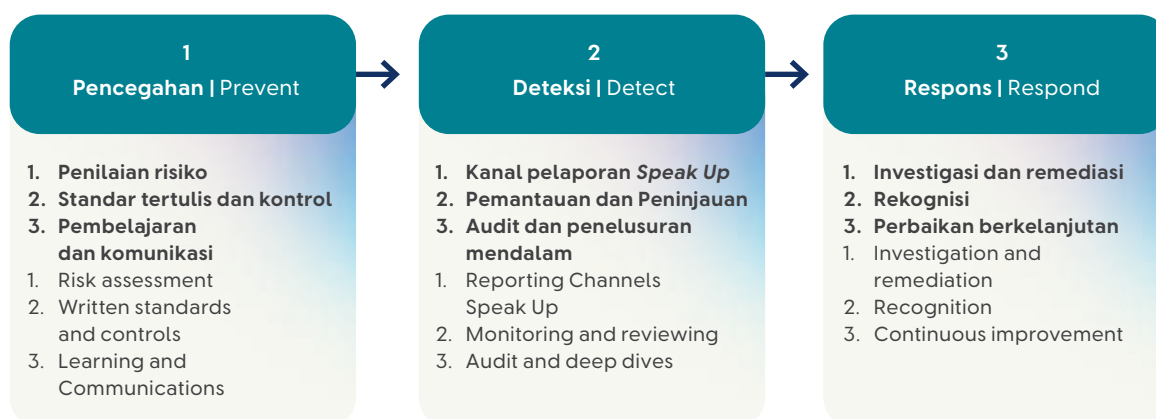 1
Pencegahan | Prevent
1. Penilaian risiko
2. Standar tertulis dan kontrol
3. Pembelajaran
dan komunikasi
1. Risk assessment
2. Written standards
and controls
3. Learning and
Communications
2
Deteksi | Detect
1. Kanal pelaporan Speak Up
2. Pemantauan dan Peninjauan
3. Audit dan penelusuran
mendalam
1. Reporting Channels
Speak Up
2. Monitoring and reviewing
3. Audit and deep dives
3
Respons | Respond
1. Investigasi dan remediasi
2. Rekognisi
3. Perbaikan berkelanjutan
1. Investigation and
remediation
2. Recognition
3. Continuous improvement